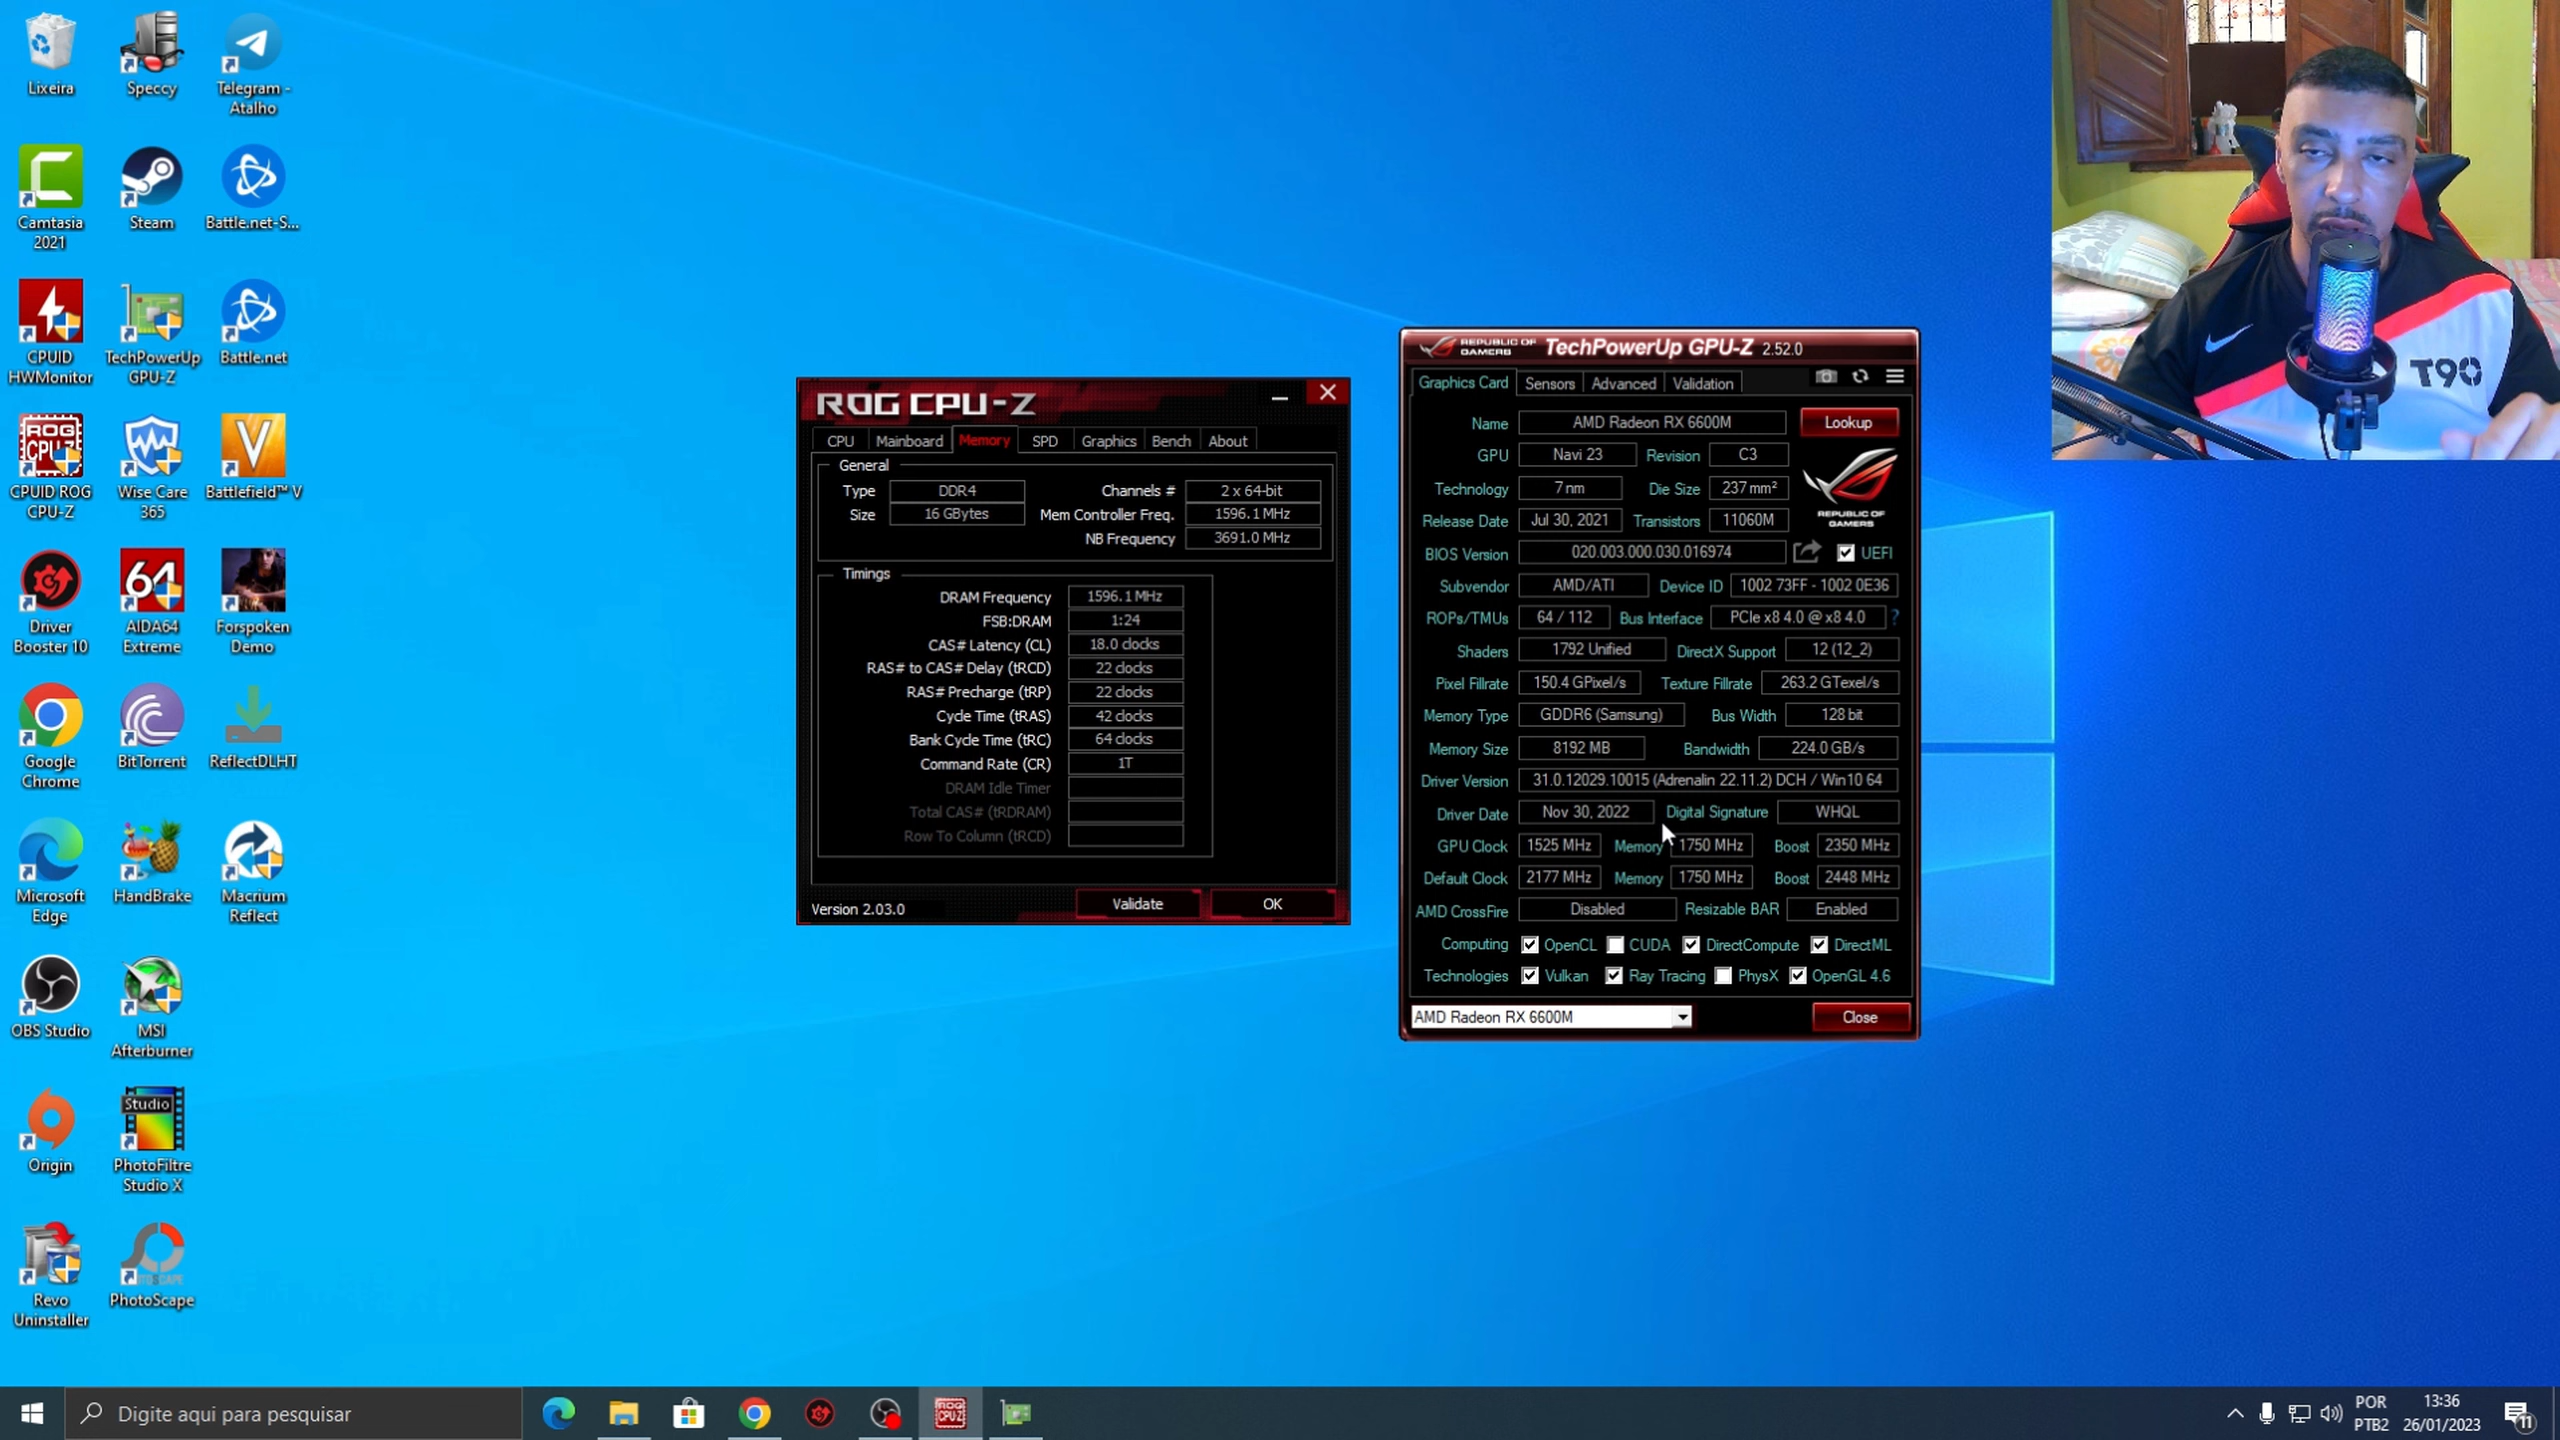 Lixeira
Speccy
Telegram -
Atalho
Camtasia
2021
Steam
Battle.net-S...
CPUID
HWMonitor
TechPowerUp
GPU-Z
Battle.net
ROG
CPU-Z
CPUID ROG
CPU-Z
Wise Care
365
Battlefield™ V
Driver
Booster 10
64
AIDA64
Extreme
Forspoken
Demo
Google
Chrome
BitTorrent
ReflectDLHT
Microsoft
Edge
HandBrake
Macrium
Reflect
OBS Studio
MSI
Afterburner
Origin
Studio
PhotoFiltre
Studio X
Revo
Uninstaller
PhotoScape
ROG CPU-Z
CPU Mainboard Memory SPD Graphics Bench About
General
Type DDR4 Channels # 2 x 64-bit
Size 16 GBytes Mem Controller Freq. 1596.1 MHz
NB Frequency 3691.0 MHz
Timings
DRAM Frequency 1596.1 MHz
FSB:DRAM 1:24
CAS# Latency (CL) 18.0 clocks
RAS# to CAS# Delay (tRCD) 22 clocks
RAS# Precharge (tRP) 22 clocks
Cycle Time (tRAS) 42 clocks
Bank Cycle Time (tRC) 64 clocks
Command Rate (CR) 1T
DRAM Idle Timer
Total CAS# (tRDRAM)
Row To Column (tRCD)
Version 2.03.0 Validate OK
REPUBLIC OF
GAMERS
TechPowerUp GPU-Z 2.52.0
Graphics Card Sensors Advanced Validation
Name AMD Radeon RX 6600M Lookup
GPU Navi 23 Revision C3
Technology 7 nm Die Size 237 mm²
Release Date Jul 30, 2021 Transistors 11060M
REPUBLIC OF
GAMERS
BIOS Version 020.003.000.030.016974 UEFI
Subvendor AMD/ATI Device ID 1002 73FF - 1002 0E36
ROPs/TMUs 64 / 112 Bus Interface PCIe x8 4.0 @ x8 4.0 ?
Shaders 1792 Unified DirectX Support 12 (12_2)
Pixel Fillrate 150.4 GPixel/s Texture Fillrate 263.2 GTexel/s
Memory Type GDDR6 (Samsung) Bus Width 128 bit
Memory Size 8192 MB Bandwidth 224.0 GB/s
Driver Version 31.0.12029.10015 (Adrenalin 22.11.2) DCH / Win10 64
Driver Date Nov 30, 2022 Digital Signature WHQL
GPU Clock 1525 MHz Memory 1750 MHz Boost 2350 MHz
Default Clock 2177 MHz Memory 1750 MHz Boost 2448 MHz
AMD CrossFire Disabled Resizable BAR Enabled
Computing OpenCL CUDA DirectCompute DirectML
Technologies Vulkan Ray Tracing PhysX OpenGL 4.6
AMD Radeon RX 6600M Close
T90
Digite aqui para pesquisar
ROG
CPU-Z
POR
PTB2
13:36
26/01/2023
11